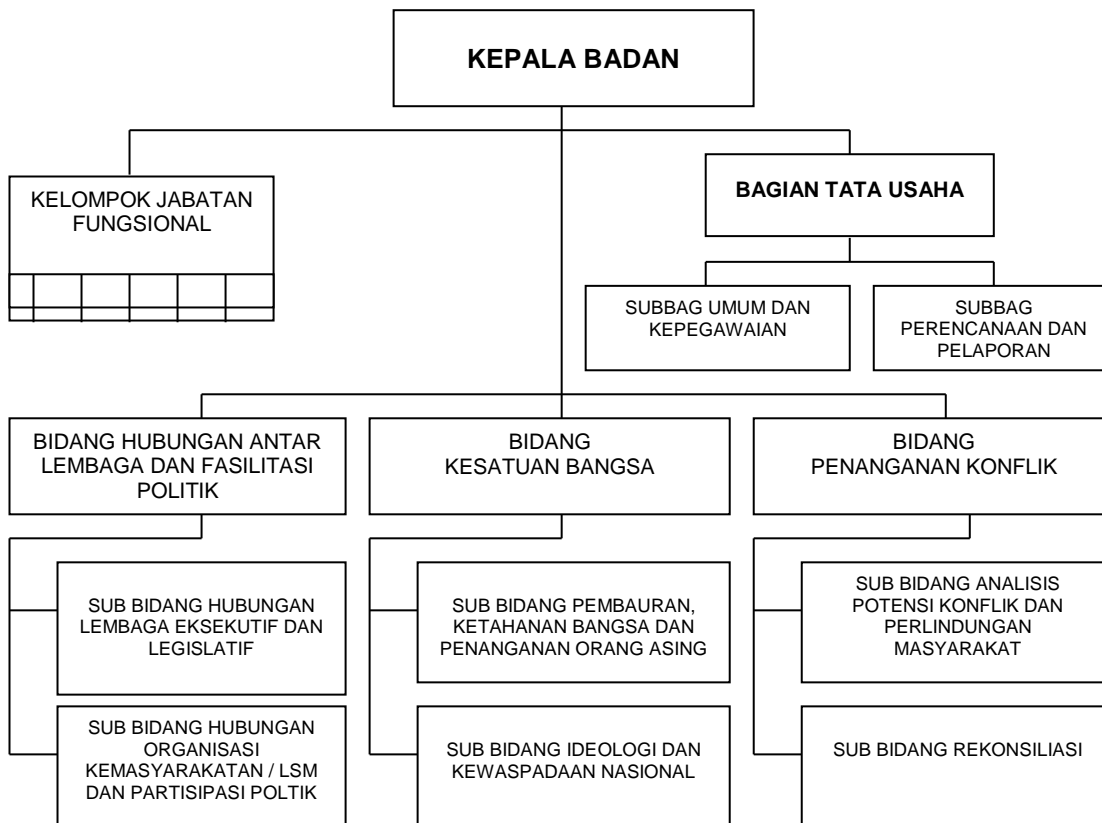 KEPALA BADAN
KELOMPOK JABATAN
FUNGSIONAL
BAGIAN TATA USAHA
SUBBAG UMUM DAN
KEPEGAWAIAN
SUBBAG
PERENCANAAN DAN
PELAPORAN
BIDANG HUBUNGAN ANTAR
LEMBAGA DAN FASILITASI
POLITIK
BIDANG
KESATUAN BANGSA
BIDANG
PENANGANAN KONFLIK
SUB BIDANG HUBUNGAN
LEMBAGA EKSEKUTIF DAN
LEGISLATIF
SUB BIDANG PEMBAURAN,
KETAHANAN BANGSA DAN
PENANGANAN ORANG ASING
SUB BIDANG ANALISIS
POTENSI KONFLIK DAN
PERLINDUNGAN
MASYARAKAT
SUB BIDANG HUBUNGAN
ORGANISASI
KEMASYARAKATAN / LSM
DAN PARTISIPASI POLTIK
SUB BIDANG IDEOLOGI DAN
KEWASPADAAN NASIONAL
SUB BIDANG REKONSILIASI